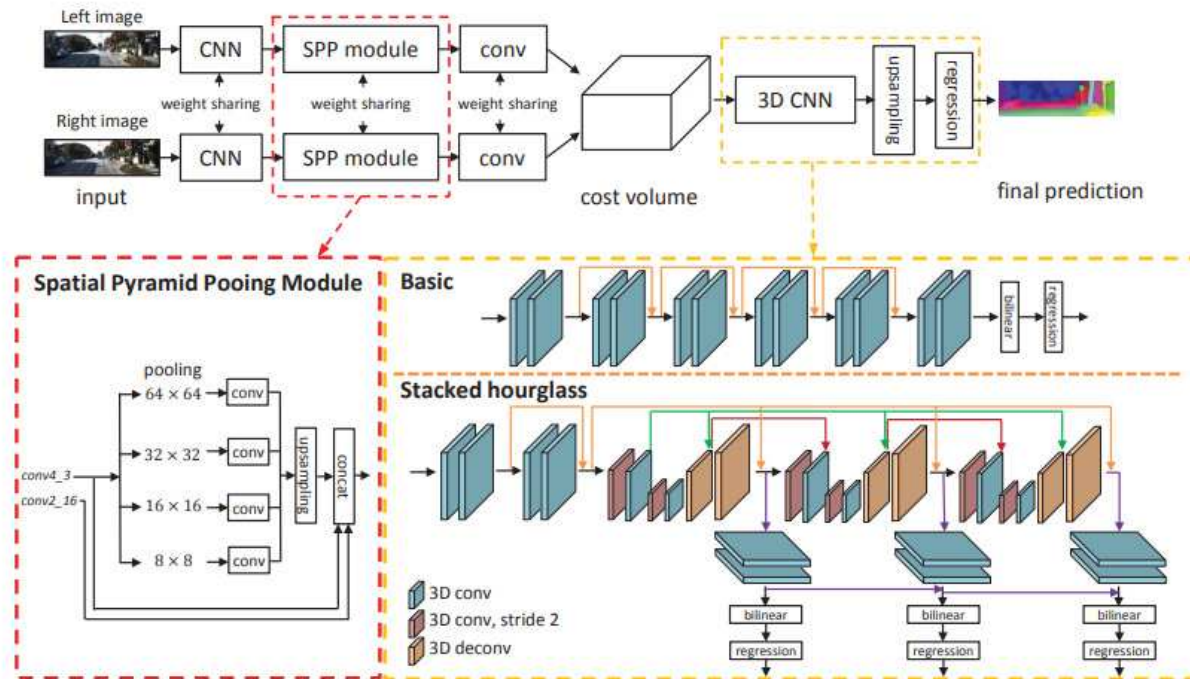 Left image
CNN
SPP module
conv
weight sharing
weight sharing
weight sharing
Right image
CNN
SPP module
conv
input
cost volume
3D CNN
upsampling
regression
final prediction
Spatial Pyramid Pooing Module
pooling
64 × 64
conv
32 × 32
conv
16 × 16
conv
8 × 8
conv
conv4_3
conv2_16
upsampling
concat
Basic
bilinear
regression
Stacked hourglass
3D conv
3D conv, stride 2
3D deconv
bilinear
bilinear
bilinear
regression
regression
regression